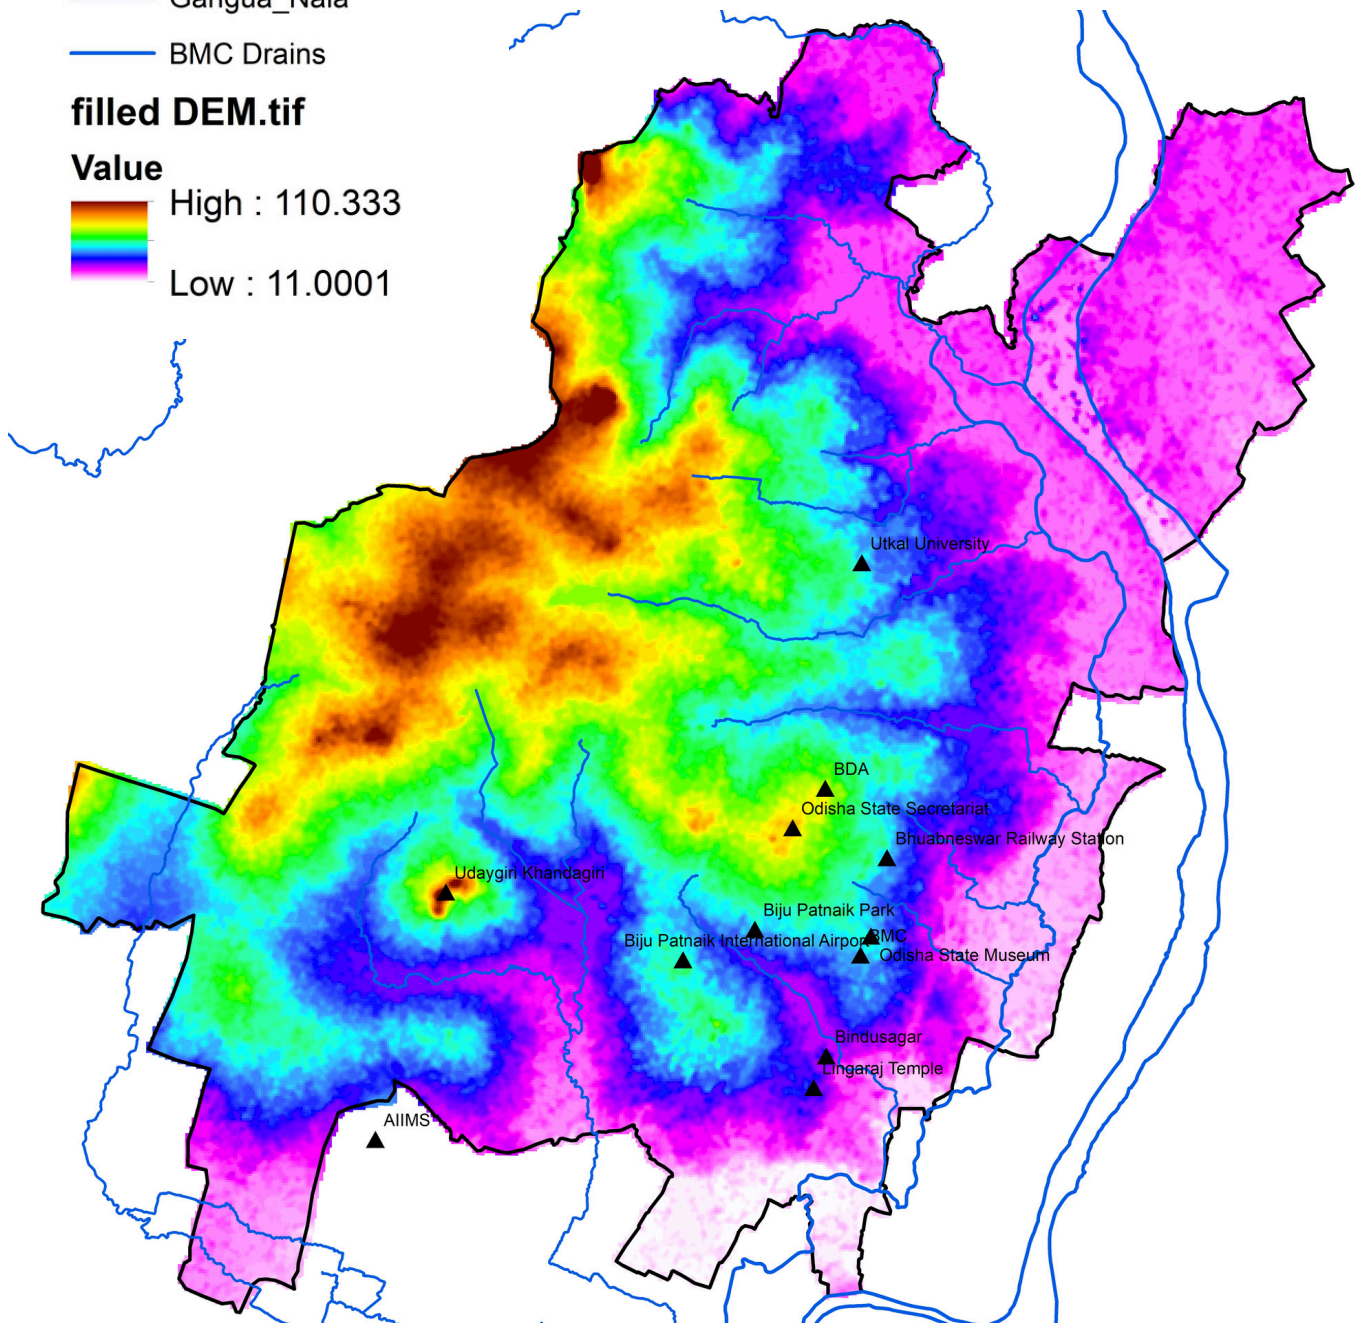 Gangua_Nala
BMC Drains
filled DEM.tif
Value
High : 110.333
Low : 11.0001
Utkal University
BDA
Odisha State Secretariat
Bhuabneswar Railway Station
Udaygiri Khandagiri
Biju Patnaik Park
BMC
Biju Patnaik International Airport
Odisha State Museum
Bindusagar
Lingaraj Temple
AIIMS